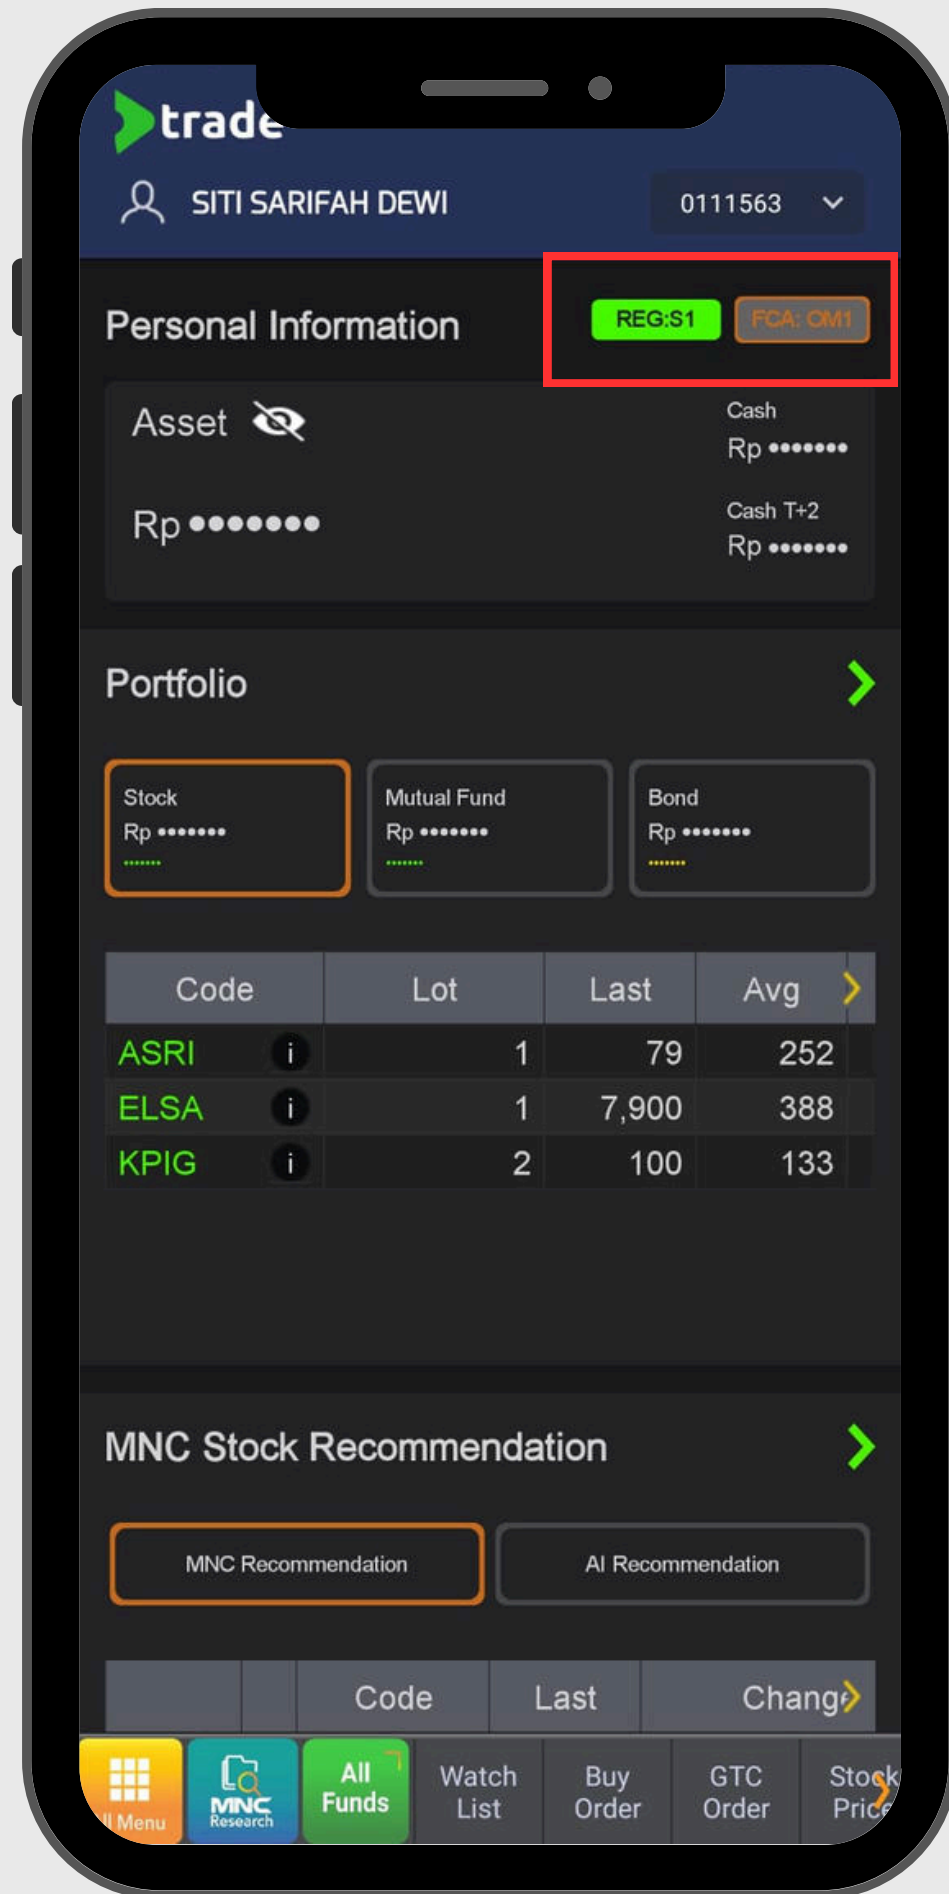 trade
SITI SARIFAH DEWI
0111563
Personal Information
REG:S1
FCA: OM1
Asset
Cash
Rp •••••••
Rp •••••••
Cash T+2
Rp •••••••
Portfolio
Stock
Rp •••••••
•••••••
Mutual Fund
Rp •••••••
•••••••
Bond
Rp •••••••
•••••••
Code Lot Last Avg
ASRI i 1 79 252
ELSA i 1 7,900 388
KPIG i 2 100 133
MNC Stock Recommendation
MNC Recommendation
AI Recommendation
Code Last Change
ll Menu
MNC
Research
All
Funds
Watch
List
Buy
Order
GTC
Order
Stock
Price